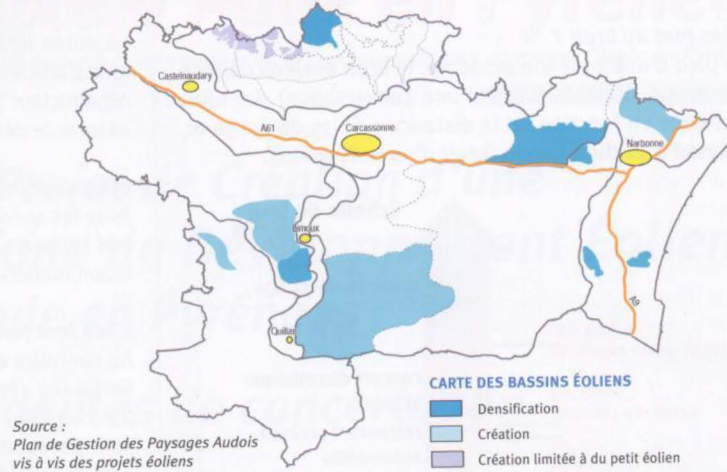 Castelnaudary
A61
Carcassonne
Narbonne
Limoux
Quillan
A9
CARTE DES BASSINS ÉOLIENS
Densification
Création
Création limitée à du petit éolien
Source :
Plan de Gestion des Paysages Audois
vis à vis des projets éoliens